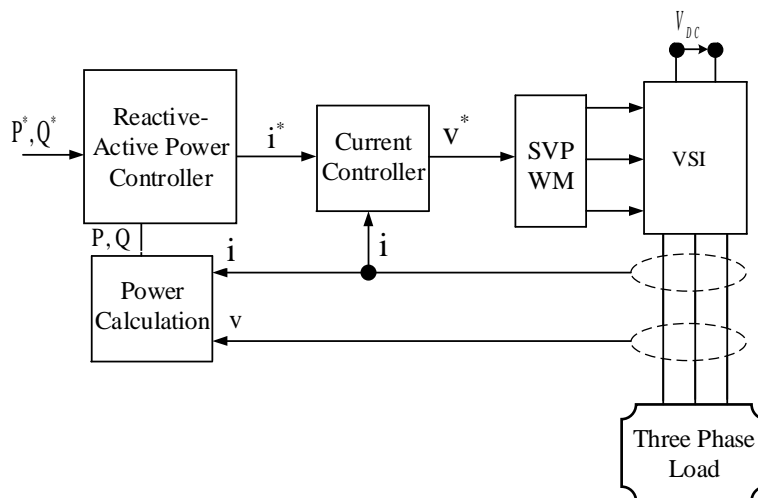 V_DC
P*,Q*
Reactive-
Active Power
Controller
i*
Current
Controller
v*
SVP
WM
VSI
P,Q
i
i
Power
Calculation
v
Three Phase
Load